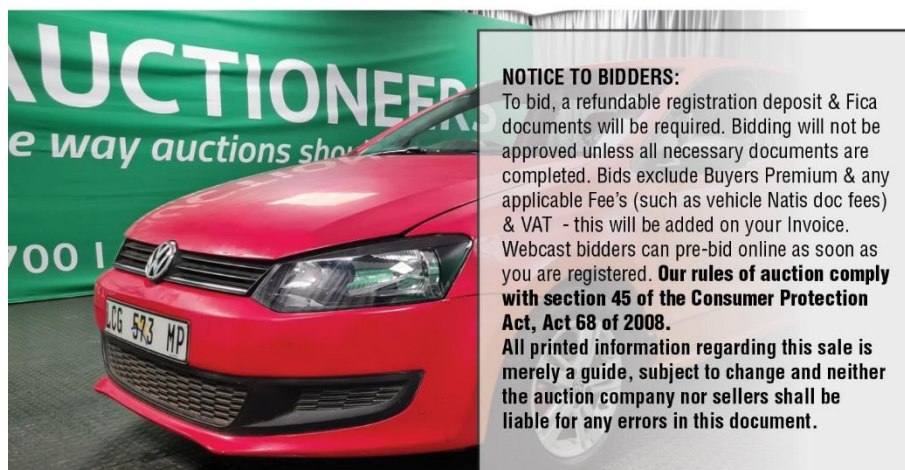 AUCTIONEERS
e way auctions shou
700 I
LCG 573 MP
NOTICE TO BIDDERS:
To bid, a refundable registration deposit & Fica
documents will be required. Bidding will not be
approved unless all necessary documents are
completed. Bids exclude Buyers Premium & any
applicable Fee's (such as vehicle Natis doc fees)
& VAT - this will be added on your Invoice.
Webcast bidders can pre-bid online as soon as
you are registered. Our rules of auction comply
with section 45 of the Consumer Protection
Act, Act 68 of 2008.
All printed information regarding this sale is
merely a guide, subject to change and neither
the auction company nor sellers shall be
liable for any errors in this document.